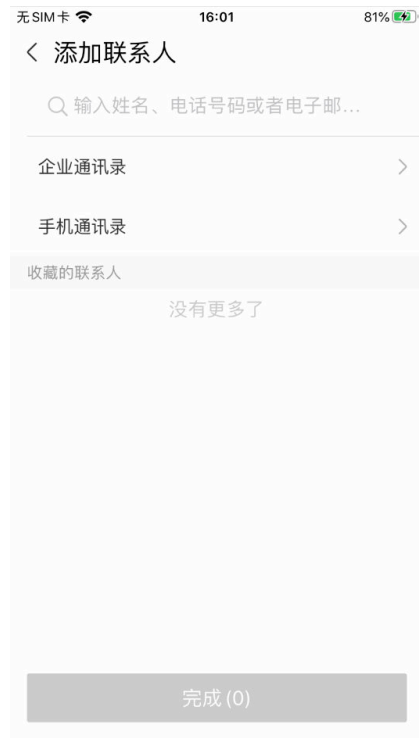 无SIM卡 16:01 81%
添加联系人
输入姓名、电话号码或者电子邮...
企业通讯录
手机通讯录
收藏的联系人
没有更多了
完成(0)